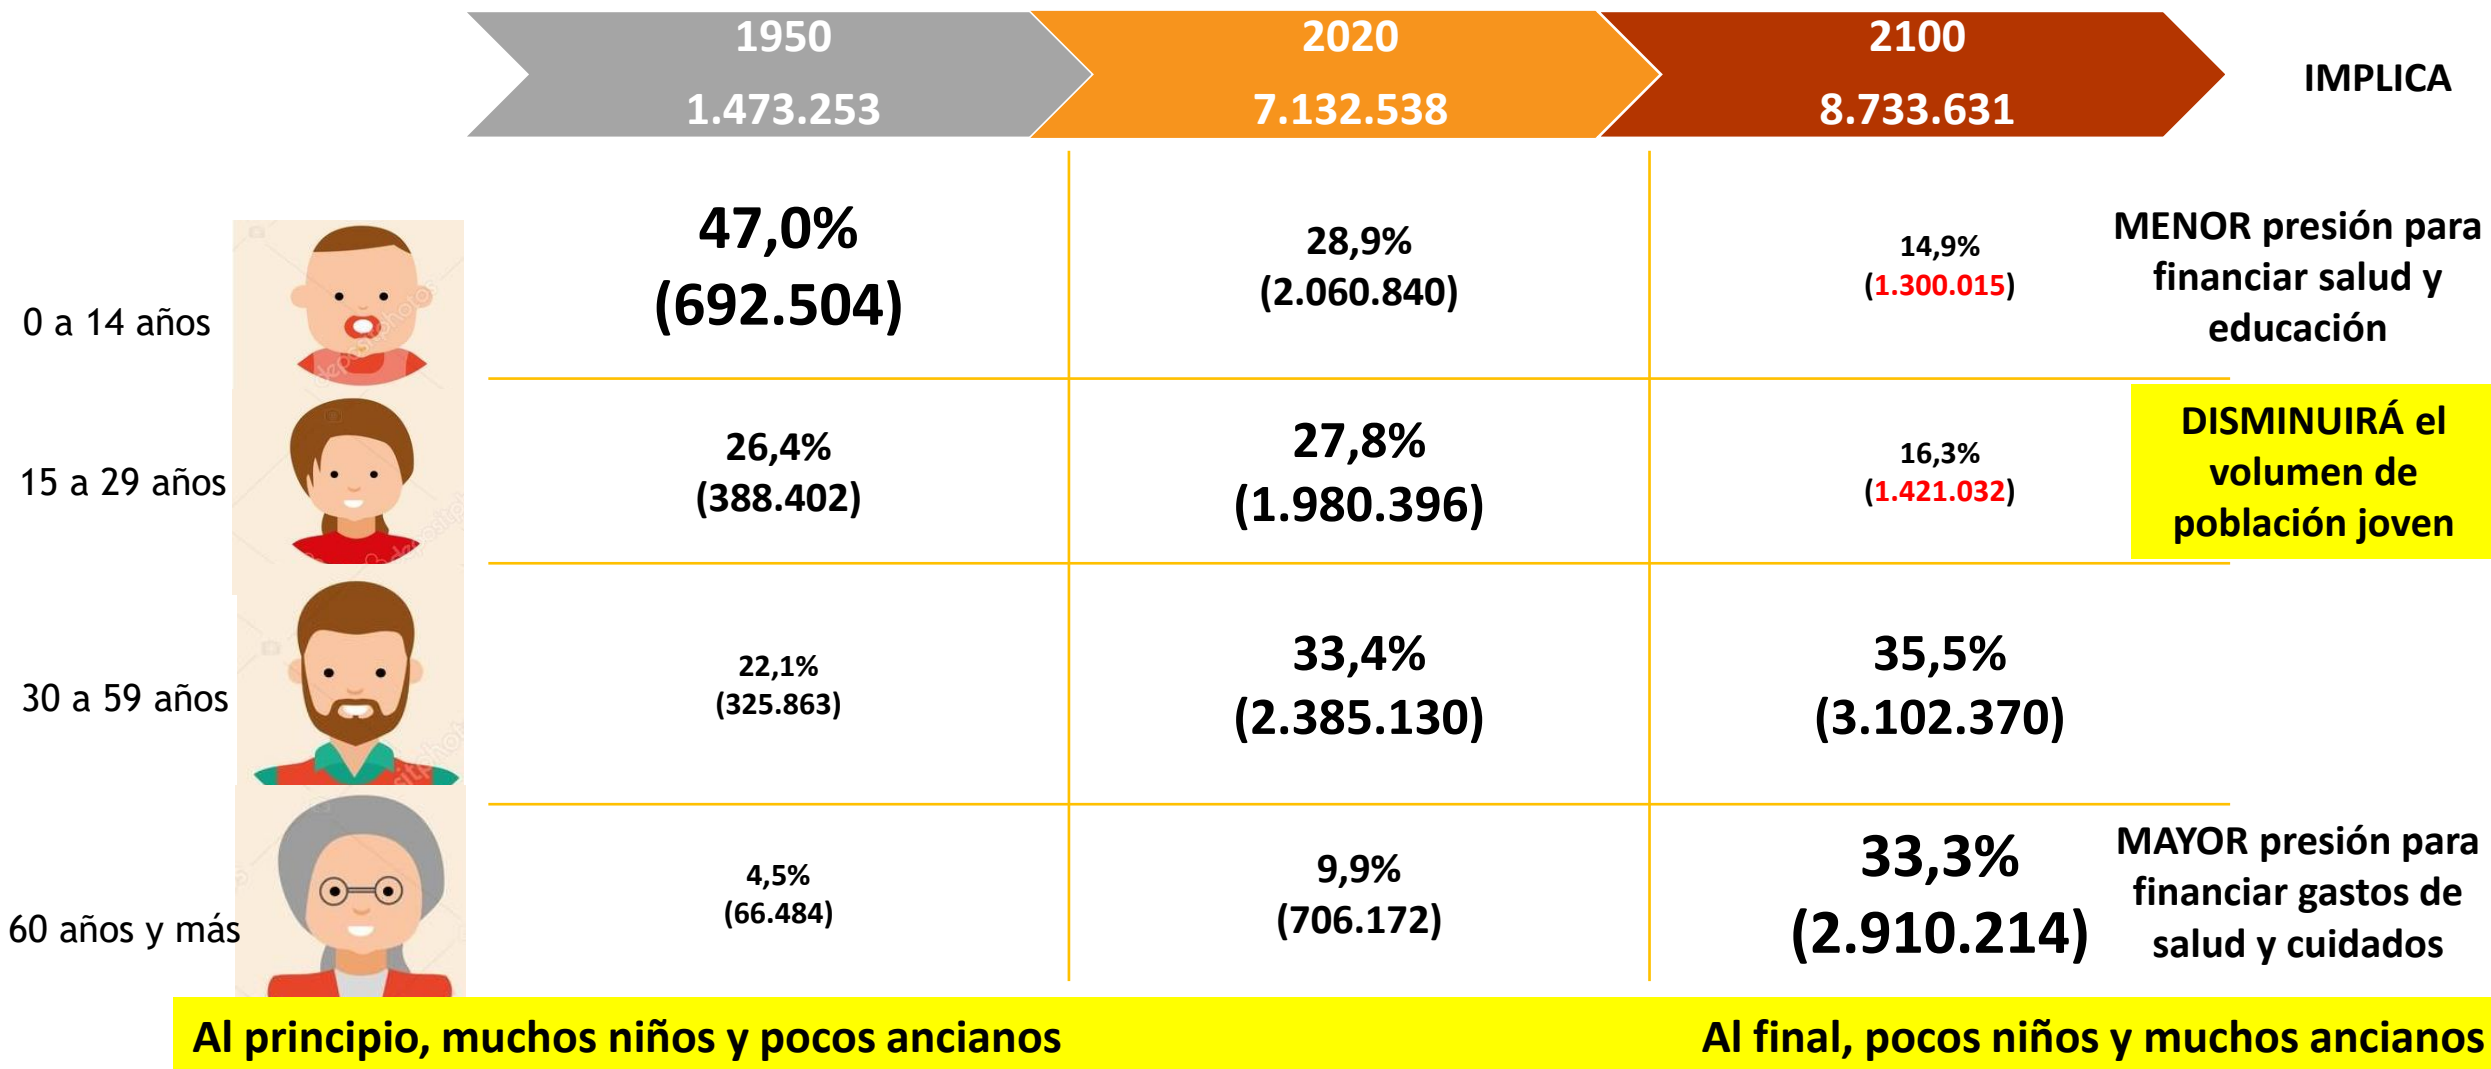 1950
1.473.253
2020
7.132.538
2100
8.733.631
IMPLICA
0 a 14 años
47,0%
(692.504)
28,9%
(2.060.840)
14,9%
(1.300.015)
MENOR presión para
financiar salud y
educación
15 a 29 años
26,4%
(388.402)
27,8%
(1.980.396)
16,3%
(1.421.032)
DISMINUIRÁ el
volumen de
población joven
30 a 59 años
22,1%
(325.863)
33,4%
(2.385.130)
35,5%
(3.102.370)
60 años y más
4,5%
(66.484)
9,9%
(706.172)
33,3%
(2.910.214)
MAYOR presión para
financiar gastos de
salud y cuidados
Al principio, muchos niños y pocos ancianos
Al final, pocos niños y muchos ancianos
depositphotos